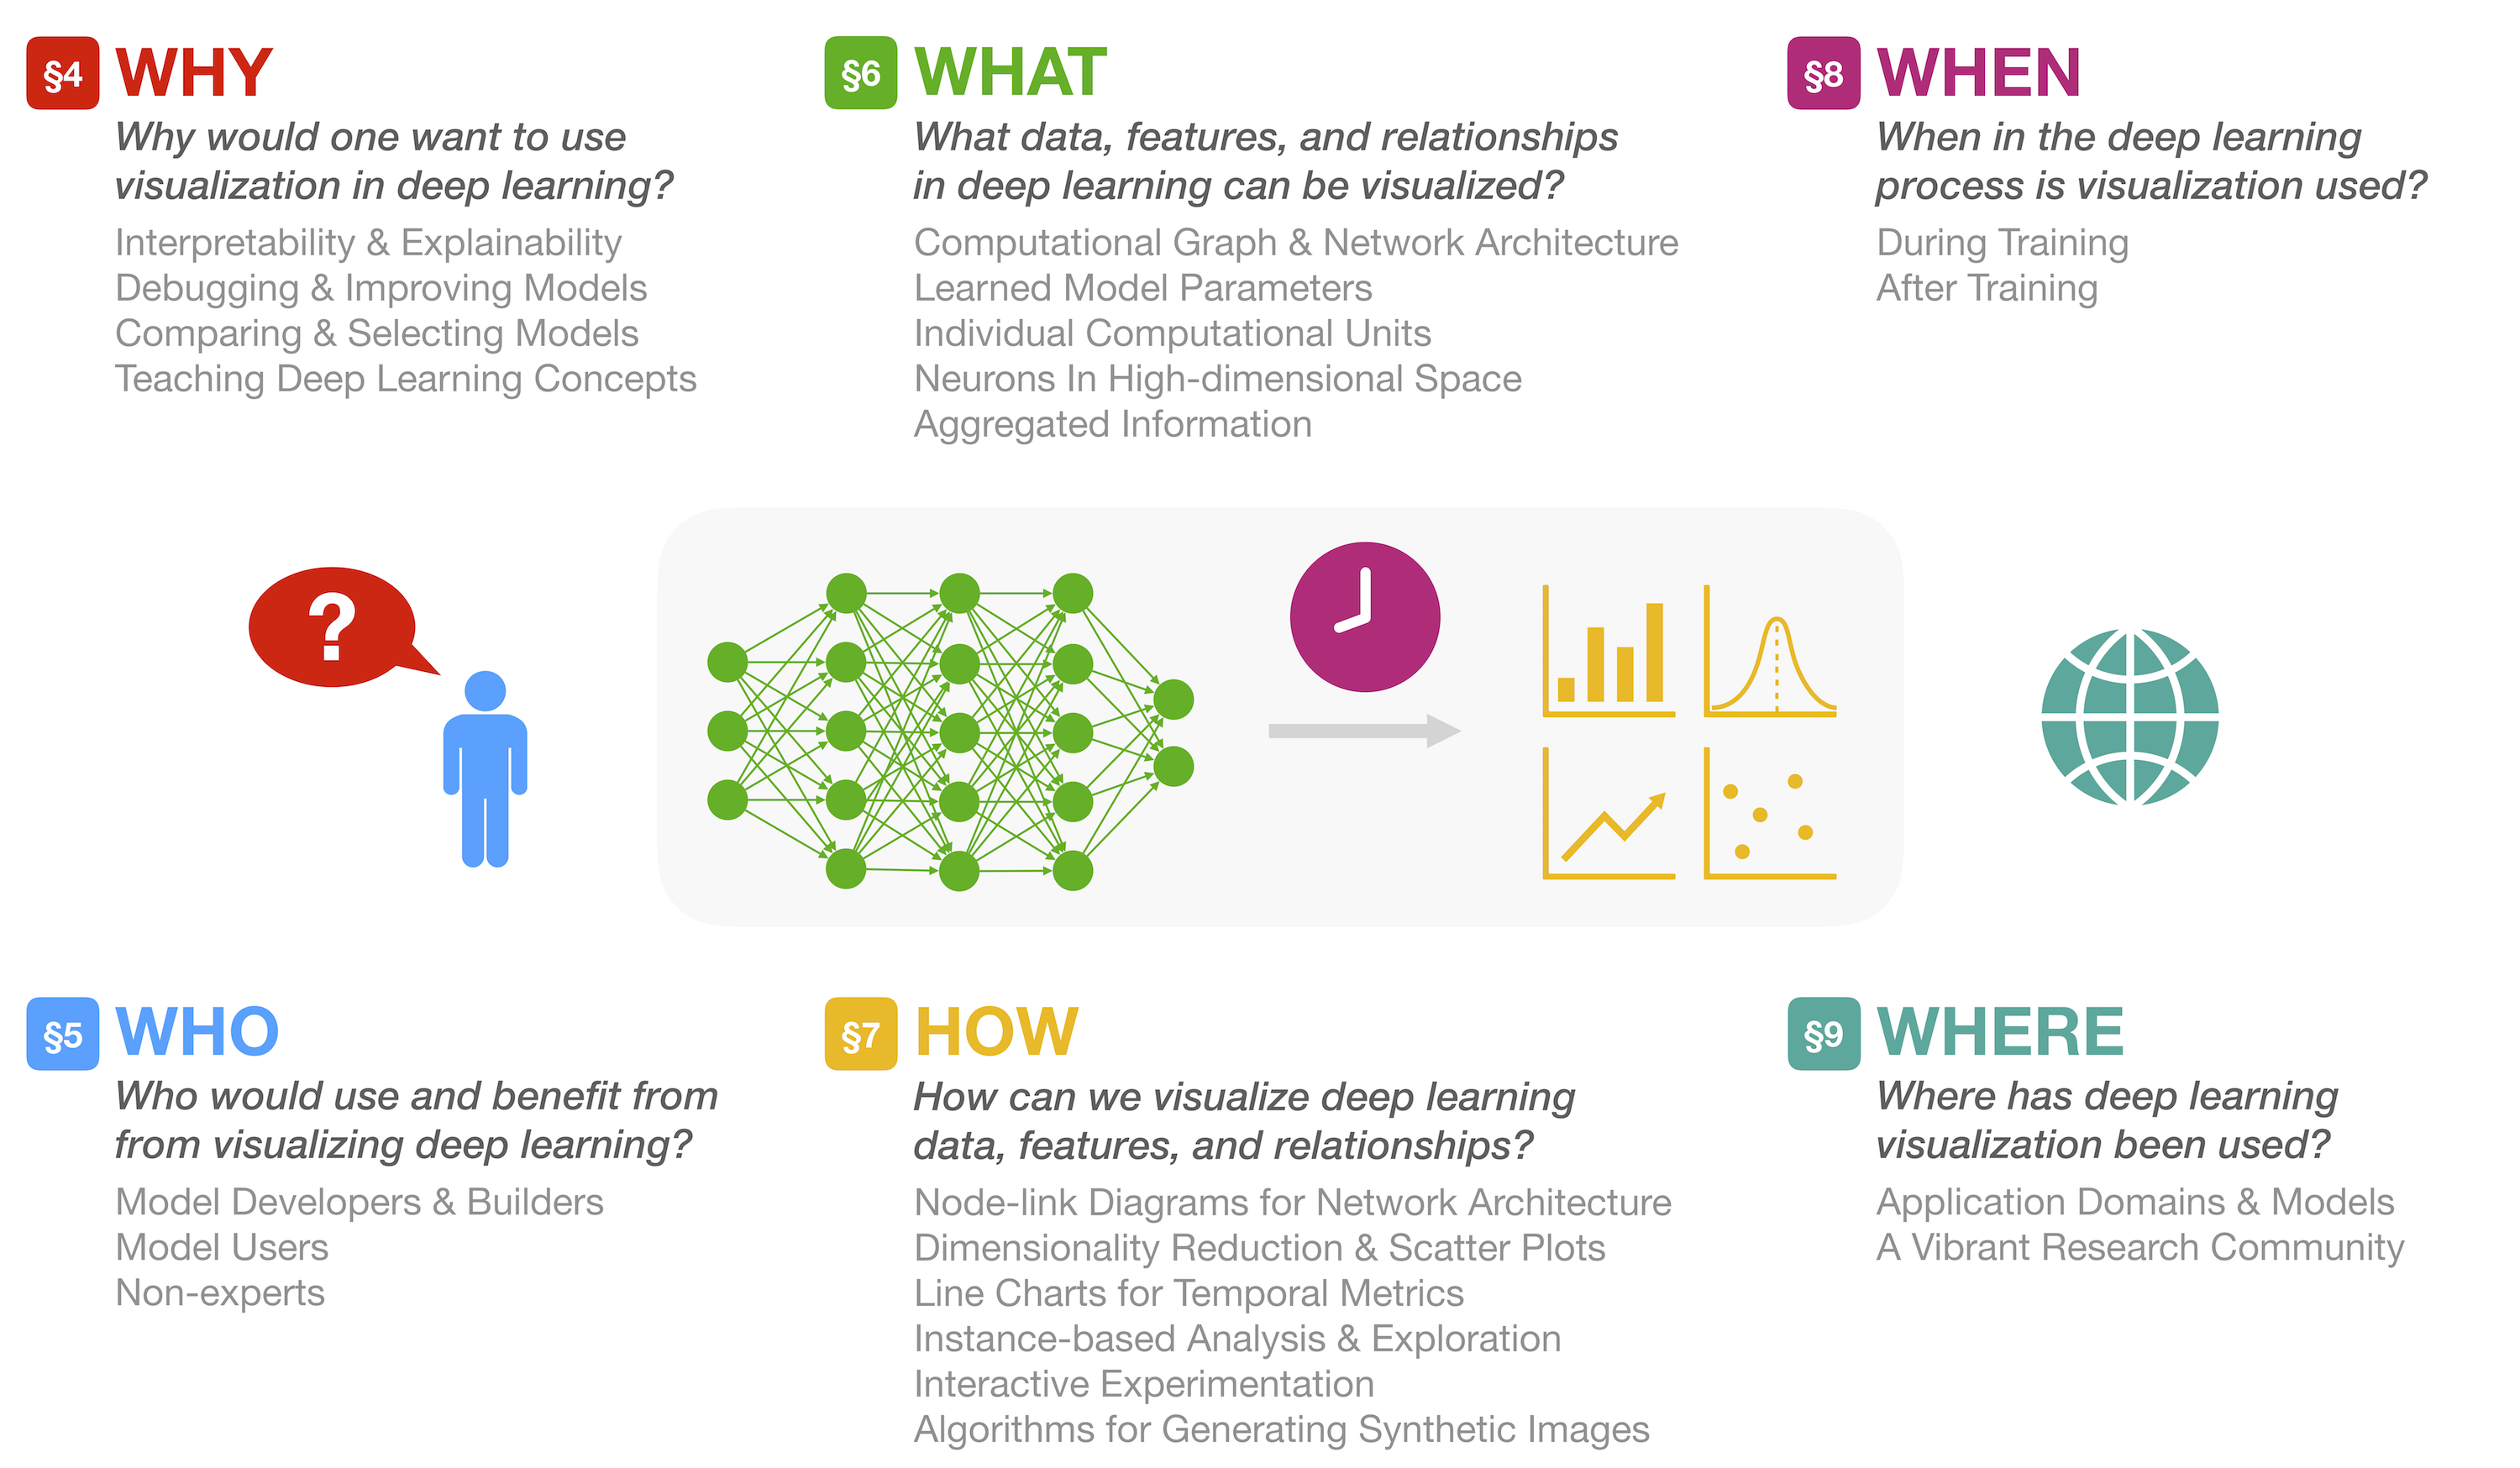 §4 WHY
Why would one want to use
visualization in deep learning?
Interpretability & Explainability
Debugging & Improving Models
Comparing & Selecting Models
Teaching Deep Learning Concepts
§6 WHAT
What data, features, and relationships
in deep learning can be visualized?
Computational Graph & Network Architecture
Learned Model Parameters
Individual Computational Units
Neurons In High-dimensional Space
Aggregated Information
§8 WHEN
When in the deep learning
process is visualization used?
During Training
After Training
?
§5 WHO
Who would use and benefit from
from visualizing deep learning?
Model Developers & Builders
Model Users
Non-experts
§7 HOW
How can we visualize deep learning
data, features, and relationships?
Node-link Diagrams for Network Architecture
Dimensionality Reduction & Scatter Plots
Line Charts for Temporal Metrics
Instance-based Analysis & Exploration
Interactive Experimentation
Algorithms for Generating Synthetic Images
§9 WHERE
Where has deep learning
visualization been used?
Application Domains & Models
A Vibrant Research Community